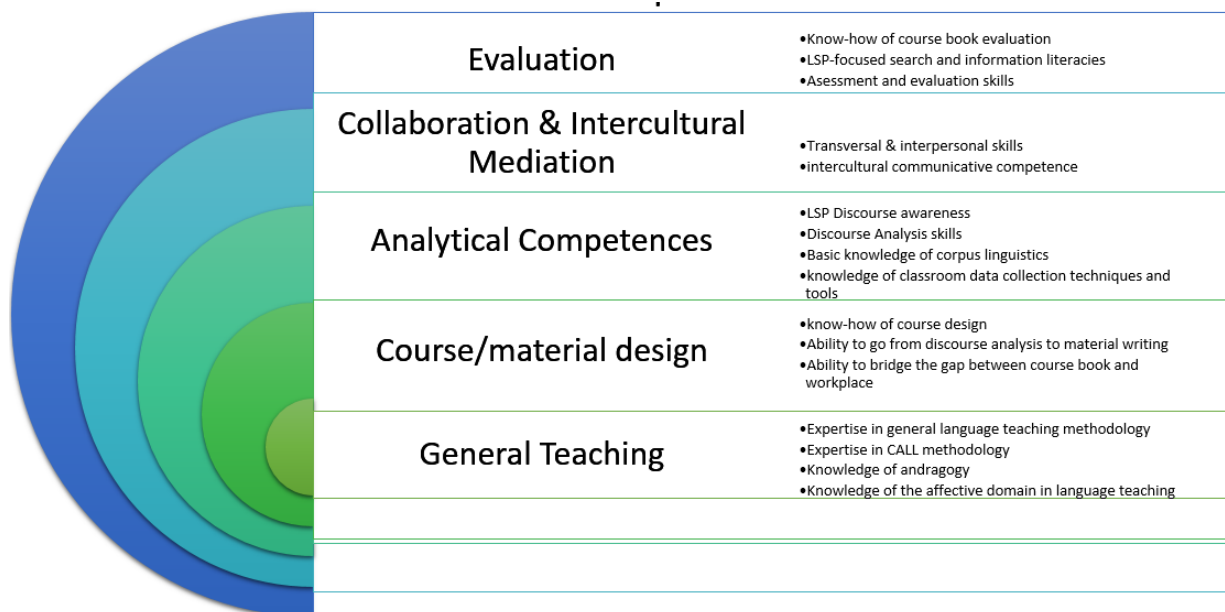 Evaluation
•Know-how of course book evaluation
•LSP-focused search and information literacies
•Asessment and evaluation skills
Collaboration & Intercultural
Mediation
•Transversal & interpersonal skills
•intercultural communicative competence
Analytical Competences
•LSP Discourse awareness
•Discourse Analysis skills
•Basic knowledge of corpus linguistics
•knowledge of classroom data collection techniques and
tools
Course/material design
•know-how of course design
•Ability to go from discourse analysis to material writing
•Ability to bridge the gap between course book and
workplace
General Teaching
•Expertise in general language teaching methodology
•Expertise in CALL methodology
•Knowledge of andragogy
•Knowledge of the affective domain in language teaching